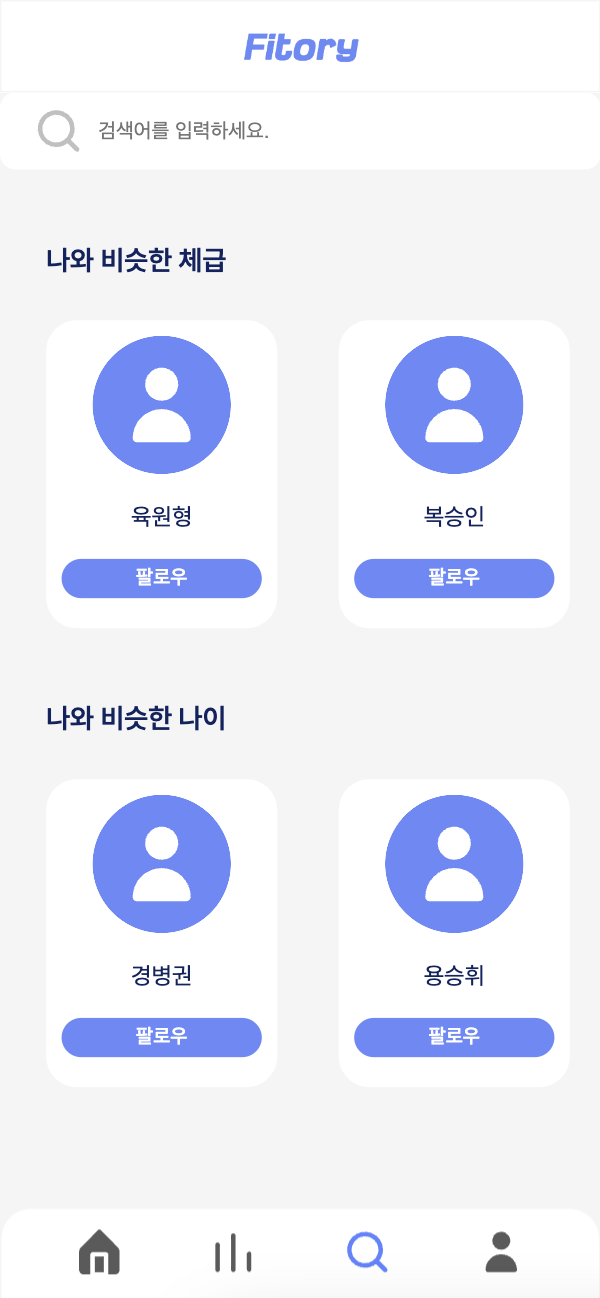 Fitory
검색어를 입력하세요.
나와 비슷한 체급
육원형
복승인
팔로우
팔로우
나와 비슷한 나이
경병권
용승휘
팔로우
팔로우